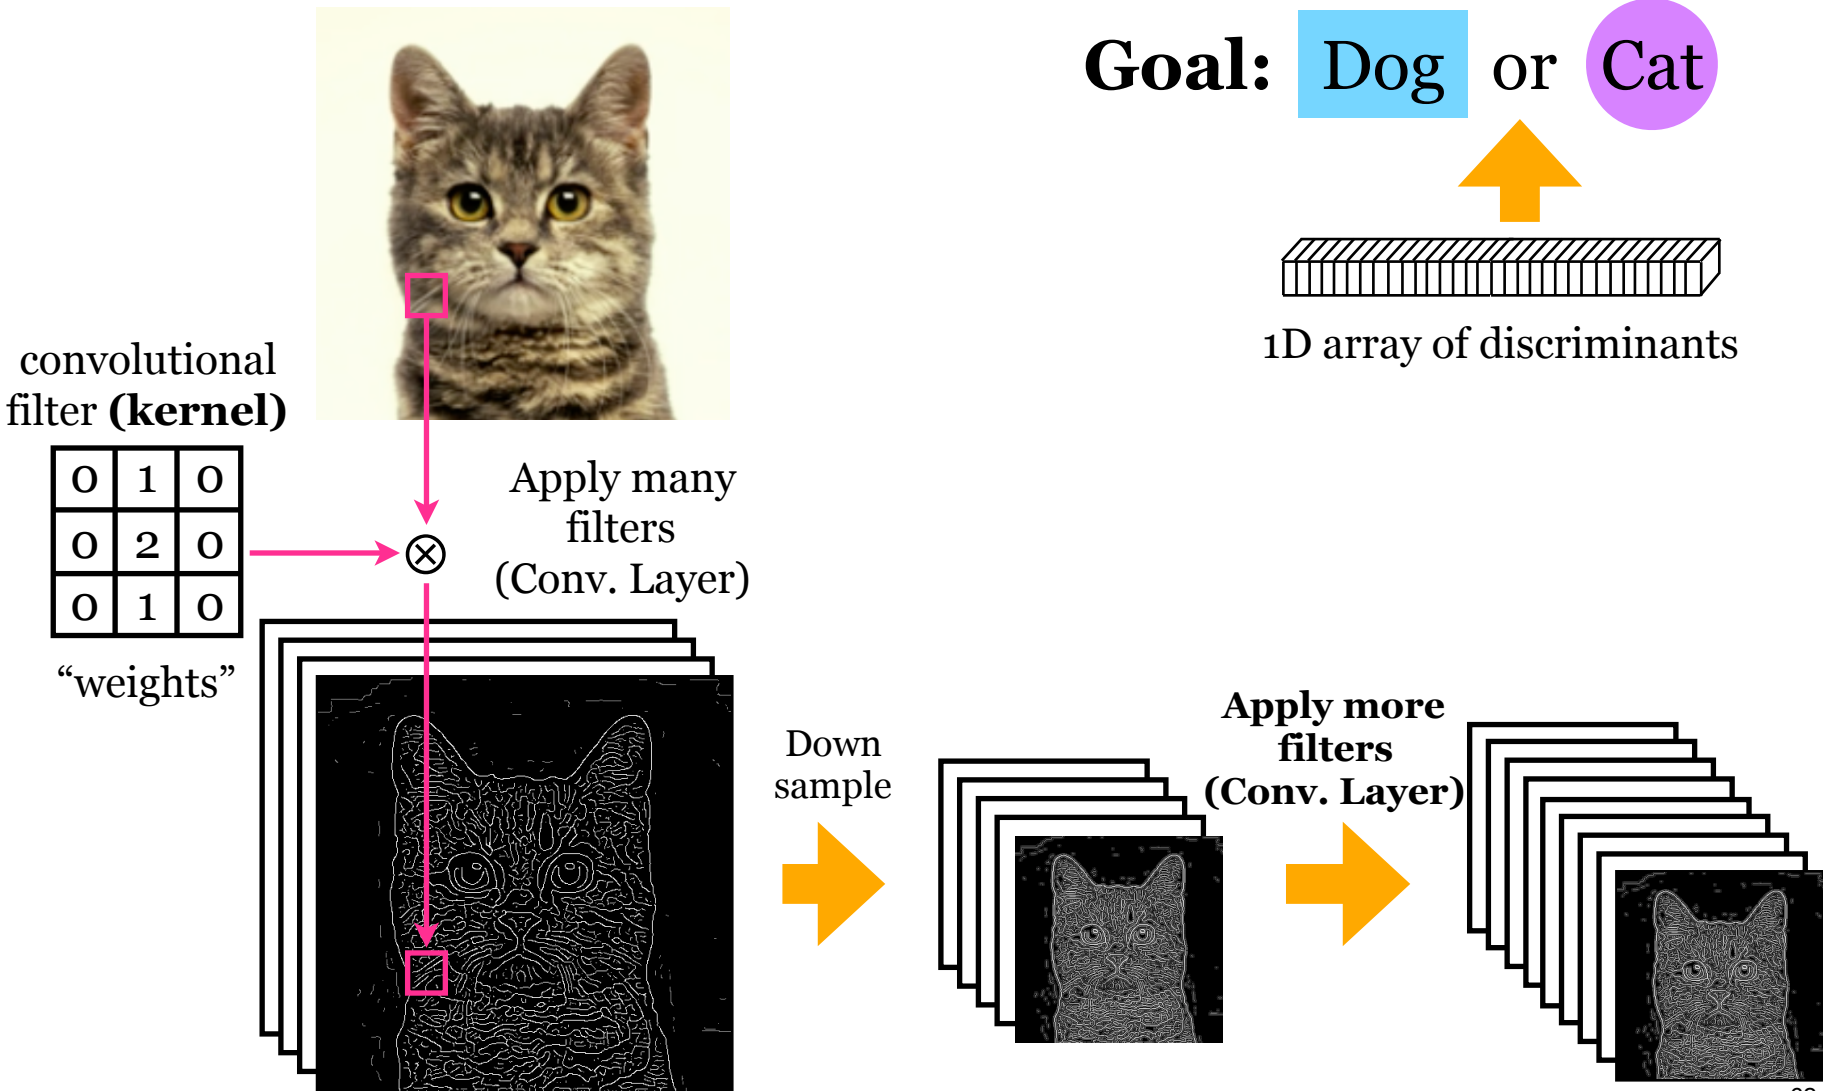 Goal: Dog or Cat
1D array of discriminants
convolutional
filter (kernel)
0 1 0
0 2 0
0 1 0
“weights”
Apply many
filters
(Conv. Layer)
Down
sample
Apply more
filters
(Conv. Layer)